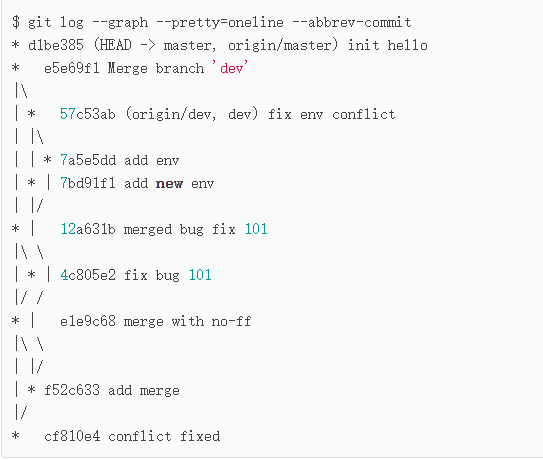 $ git log --graph --pretty=oneline --abbrev-commit
* d1be385 (HEAD -> master, origin/master) init hello
*   e5e69f1 Merge branch 'dev'
|\
| *   57c53ab (origin/dev, dev) fix env conflict
| |\
| | * 7a5e5dd add env
| * | 7bd91f1 add new env
| |/
* |   12a631b merged bug fix 101
|\ \
| * | 4c805e2 fix bug 101
|/ /
* |   e1e9c68 merge with no-ff
|\ \
| |/
| * f52c633 add merge
|/
*   cf810e4 conflict fixed